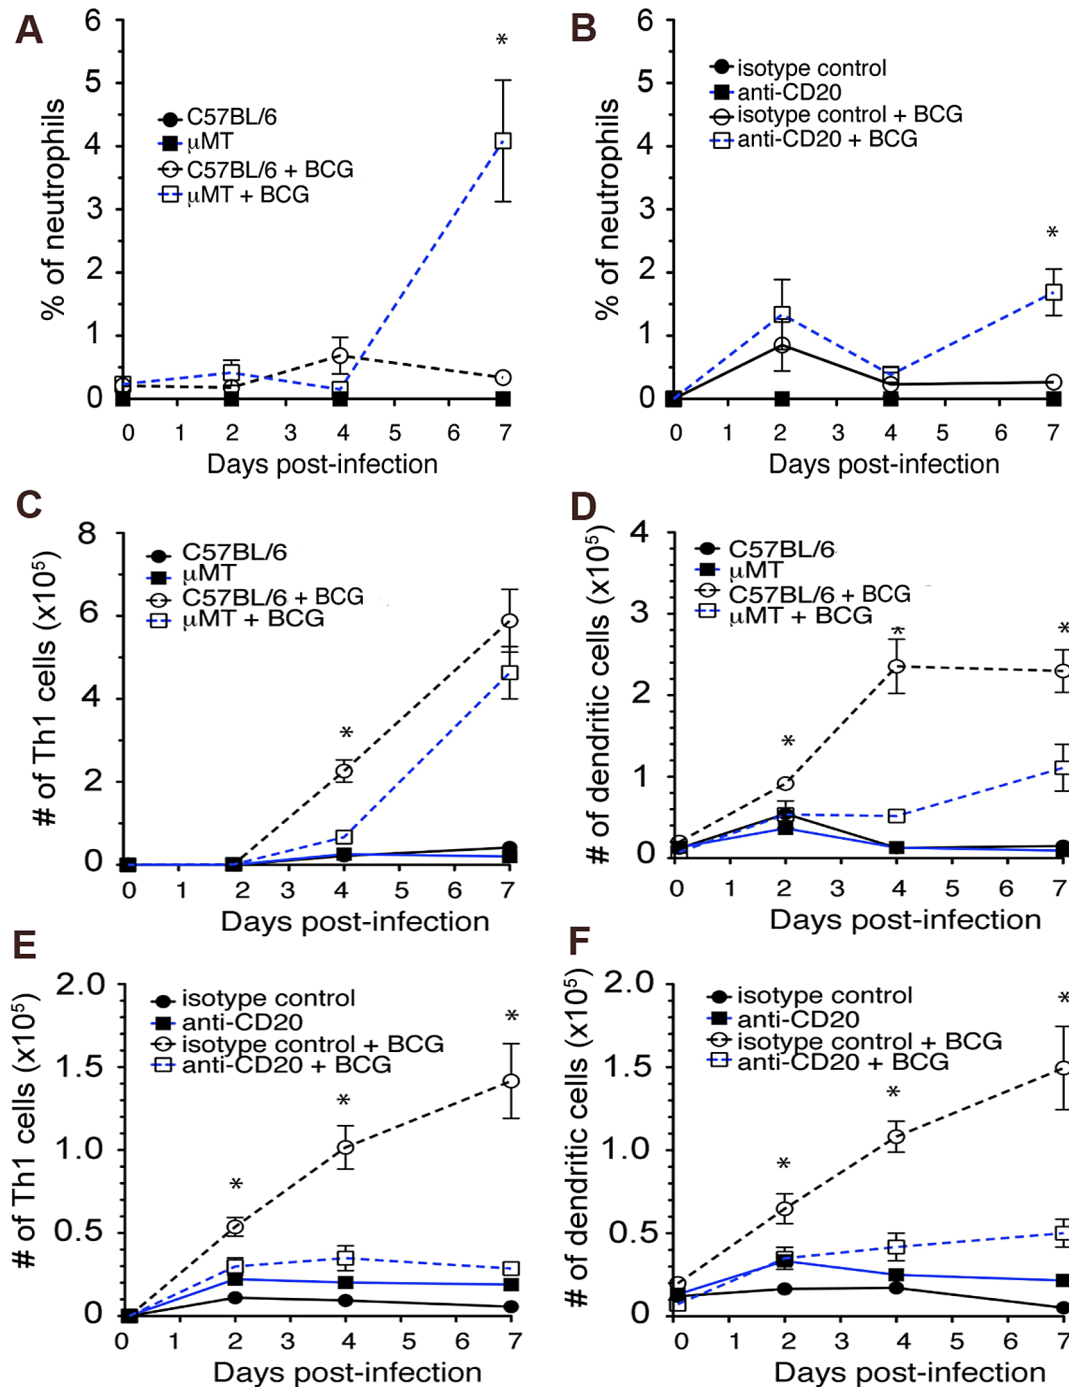 A
% of neutrophils
6
5
4
3
2
1
0
*
C57BL/6
μMT
C57BL/6 + BCG
μMT + BCG
0 1 2 3 4 5 6 7
Days post-infection
B
% of neutrophils
6
5
4
3
2
1
0
isotype control
anti-CD20
isotype control + BCG
anti-CD20 + BCG
*
0 1 2 3 4 5 6 7
Days post-infection
C
# of Th1 cells (x10⁵)
8
6
4
2
0
C57BL/6
μMT
C57BL/6 + BCG
μMT + BCG
*
0 1 2 3 4 5 6 7
Days post-infection
D
# of dendritic cells (x10⁵)
4
3
2
1
0
C57BL/6
μMT
C57BL/6 + BCG
μMT + BCG
* * *
0 1 2 3 4 5 6 7
Days post-infection
E
# of Th1 cells (x10⁵)
2.0
1.5
1.0
0.5
0
isotype control
anti-CD20
isotype control + BCG
anti-CD20 + BCG
* * *
0 1 2 3 4 5 6 7
Days post-infection
F
# of dendritic cells (x10⁵)
2.0
1.5
1.0
0.5
0
isotype control
anti-CD20
isotype control + BCG
anti-CD20 + BCG
* * *
0 1 2 3 4 5 6 7
Days post-infection